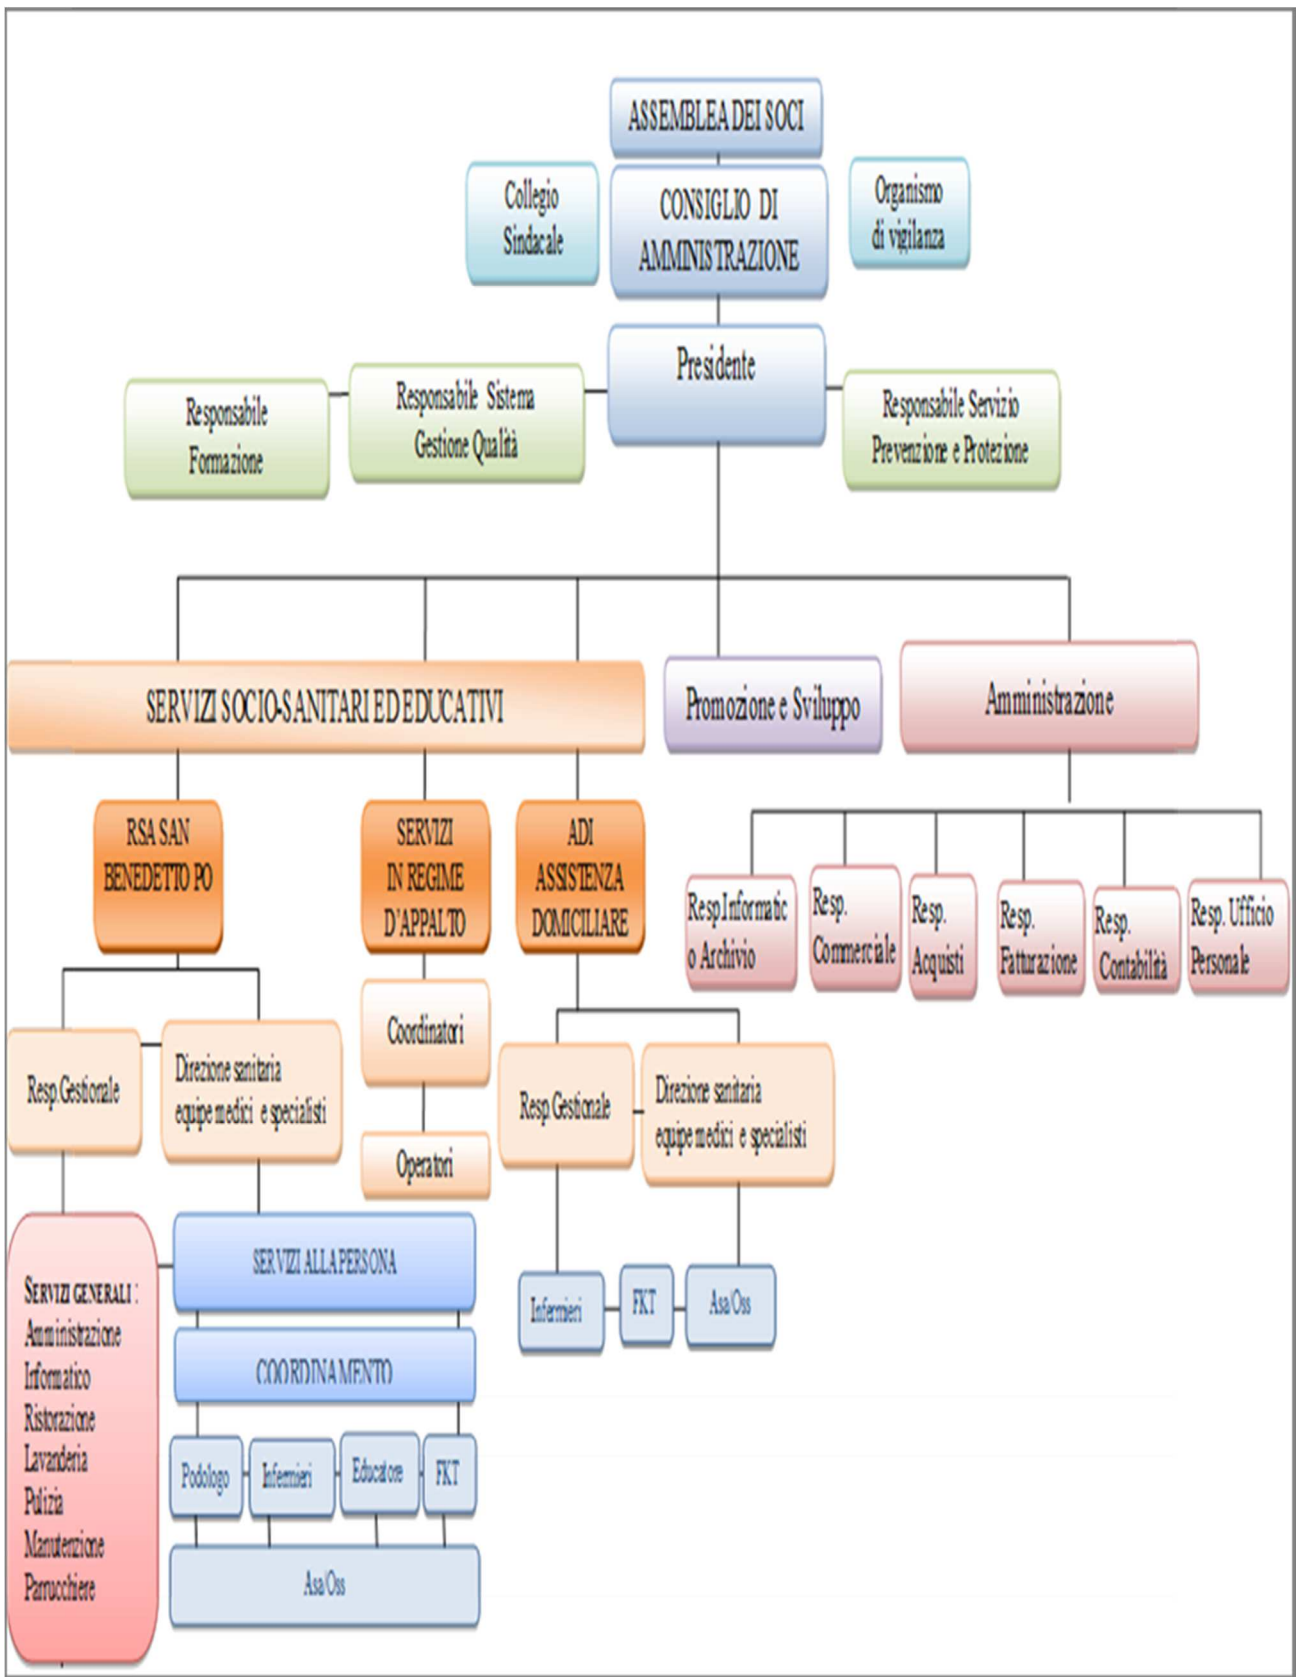 ASSEMBLEA DEI SOCI
Collegio
Sindacale
CONSIGLIO DI
AMMINISTRAZIONE
Organismo
di vigilanza
Presidente
Responsabile
Formazione
Responsabile Sistema
Gestione Qualità
Responsabile Servizio
Prevenzione e Protezione
SERVIZI SOCIO-SANITARI ED EDUCATIVI
Promozione e Sviluppo
Amministrazione
RSA SAN
BENEDETTO PO
SERVIZI
IN REGIME
D'APPALTO
ADI
ASSISTENZA
DOMICILIARE
Resp.Informatic
o Archivio
Resp.
Commerciale
Resp.
Acquisti
Resp.
Fatturazione
Resp.
Contabilità
Resp. Ufficio
Personale
Resp.Gestionale
Direzione sanitaria
equipe medici e specialisti
Coordinatori
Operatori
Resp.Gestionale
Direzione sanitaria
equipe medici e specialisti
SERVIZI GENERALI :
Amministrazione
Informatico
Ristorazione
Lavanderia
Pulizia
Manutenzione
Parrucchiere
SERVIZI ALLA PERSONA
COORDINAMENTO
Podologo
Infermieri
Educatore
FKT
Asa/Oss
Infermieri
FKT
Asa/Oss